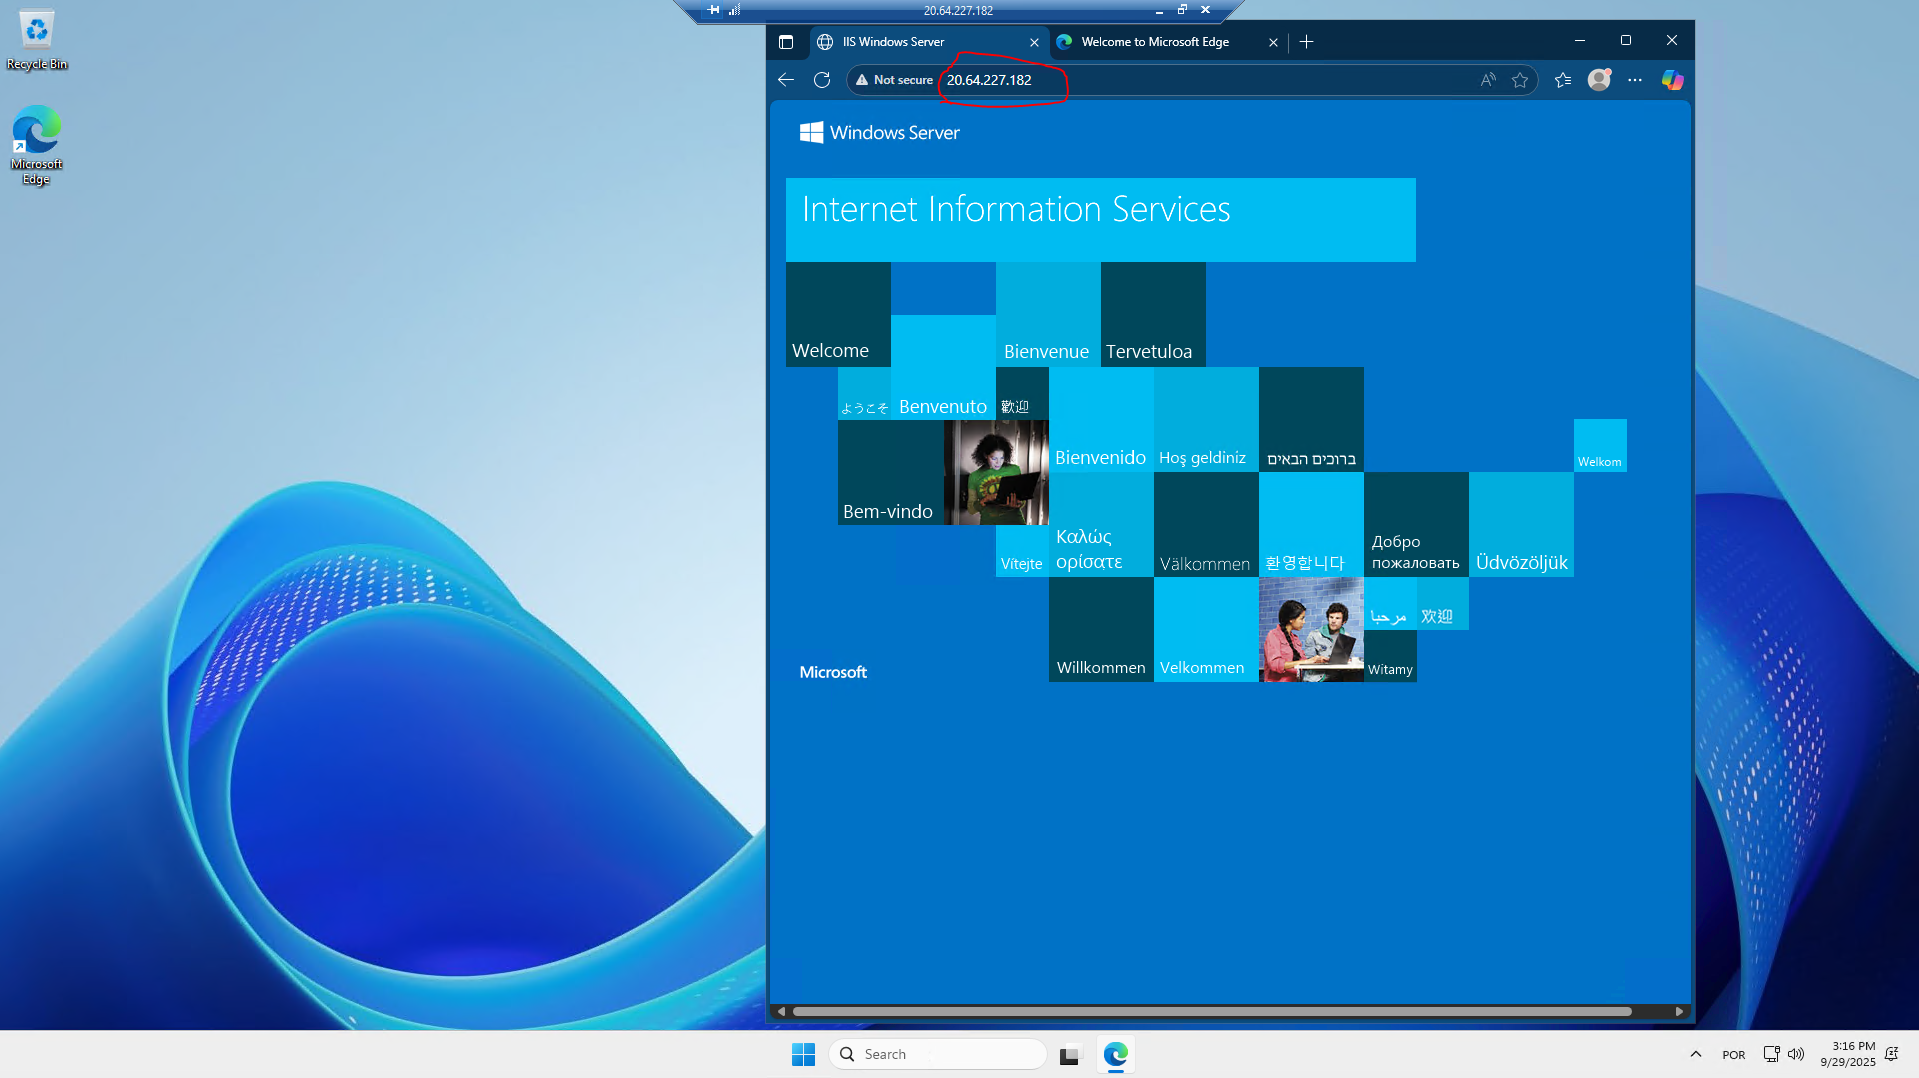 20.64.227.182
Recycle Bin
Microsoft
Edge
IIS Windows Server
Welcome to Microsoft Edge
Not secure
20.64.227.182
Windows Server
Internet Information Services
Welcome
Bienvenue
Tervetuloa
ようこそ
Benvenuto
歡迎
Bienvenido
Hoş geldiniz
ברוכים הבאים
Welkom
Bem-vindo
Vítejte
Καλώς
ορίσατε
Välkommen
환영합니다
Добро
пожаловать
Üdvözöljük
Microsoft
Willkommen
Velkommen
مرحبا
欢迎
Witamy
Search
POR
3:16 PM
9/29/2025